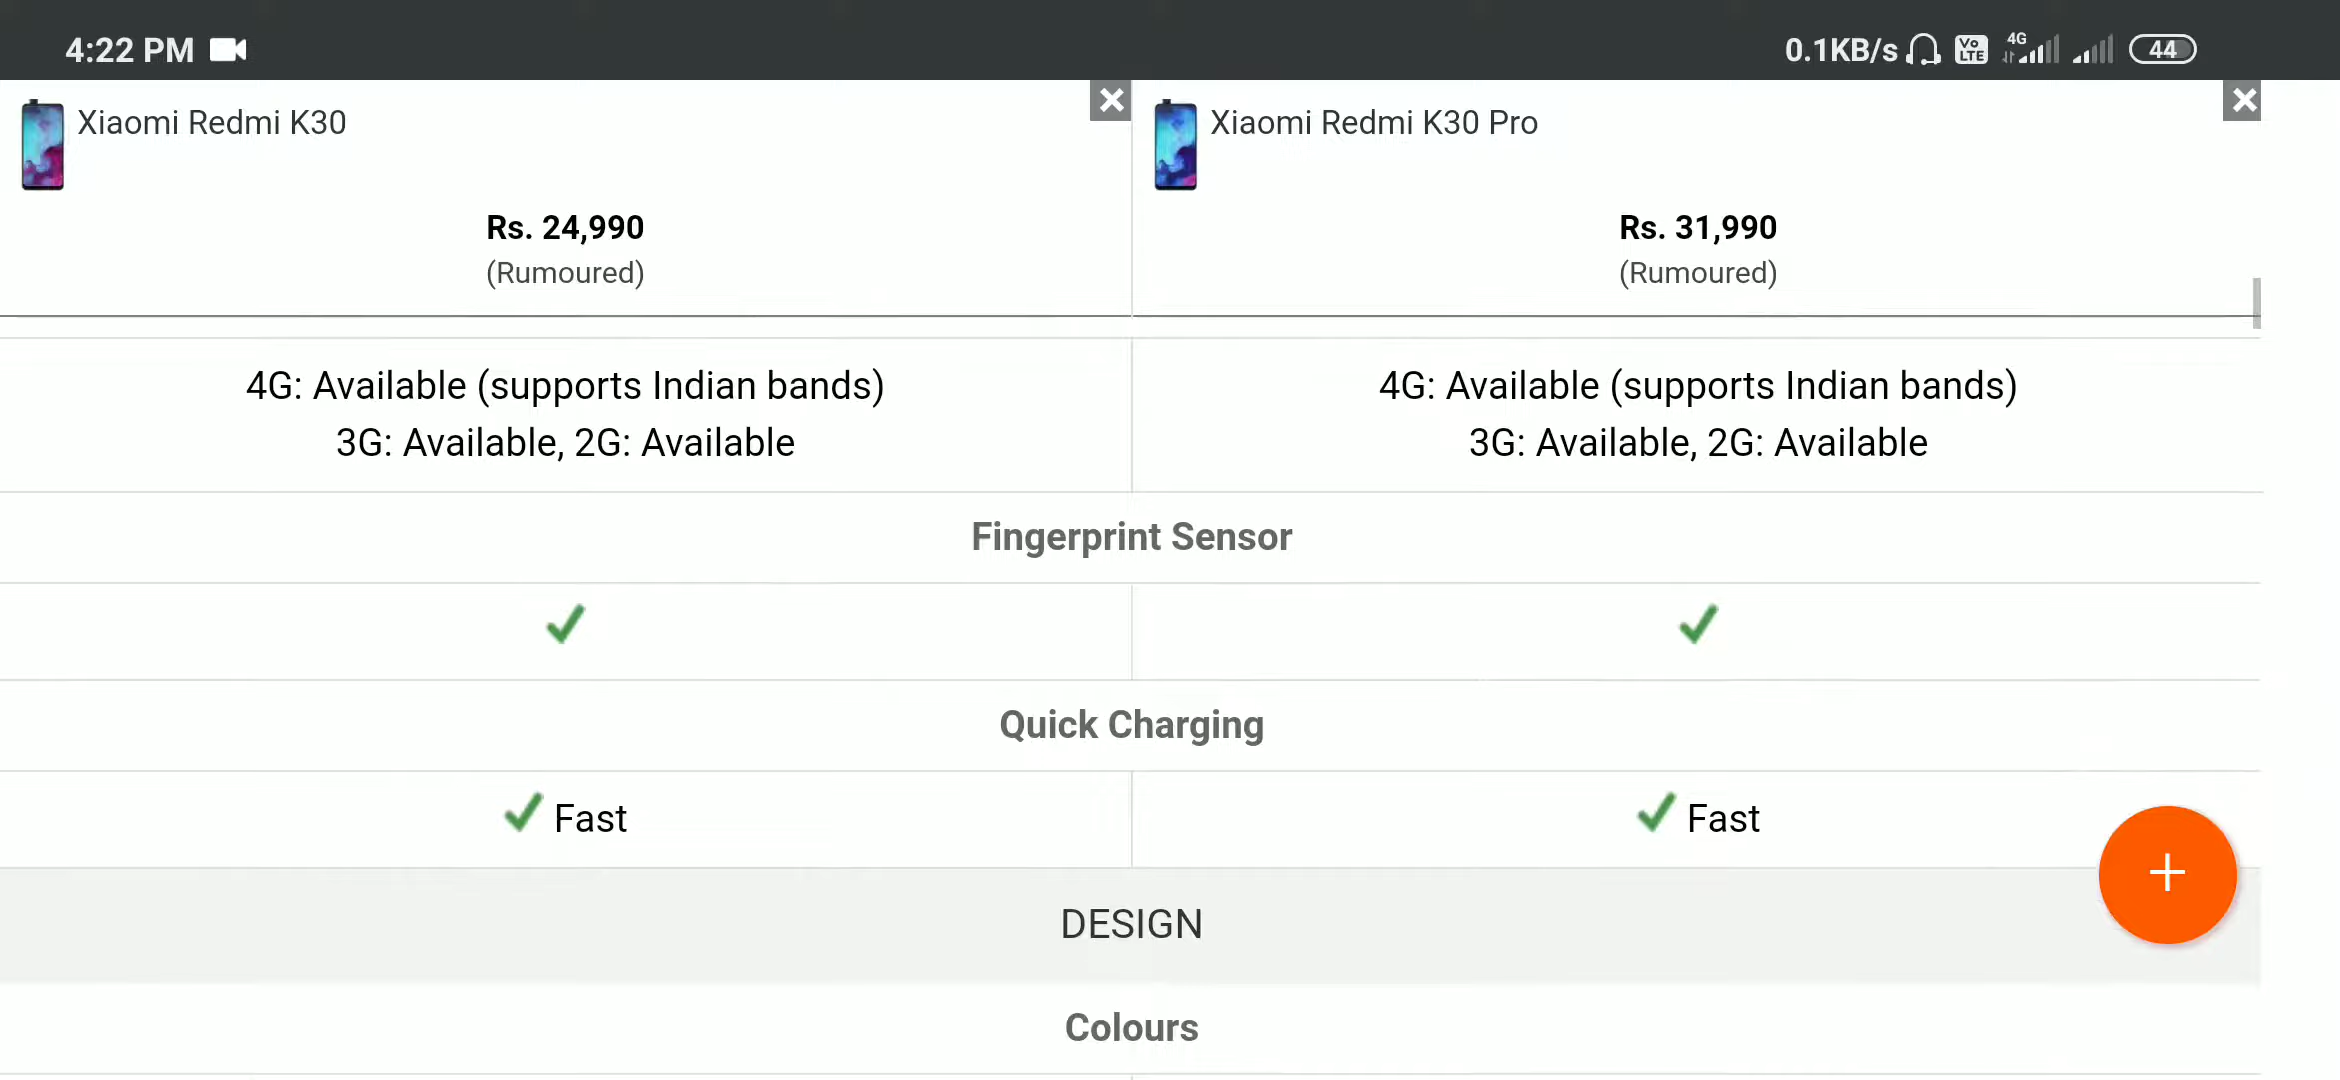 4:22 PM 0.1KB/s Vo LTE 4G 44
Xiaomi Redmi K30 Xiaomi Redmi K30 Pro
Rs. 24,990 Rs. 31,990
(Rumoured) (Rumoured)
4G: Available (supports Indian bands) 4G: Available (supports Indian bands)
3G: Available, 2G: Available 3G: Available, 2G: Available
Fingerprint Sensor
Quick Charging
Fast Fast
DESIGN
Colours